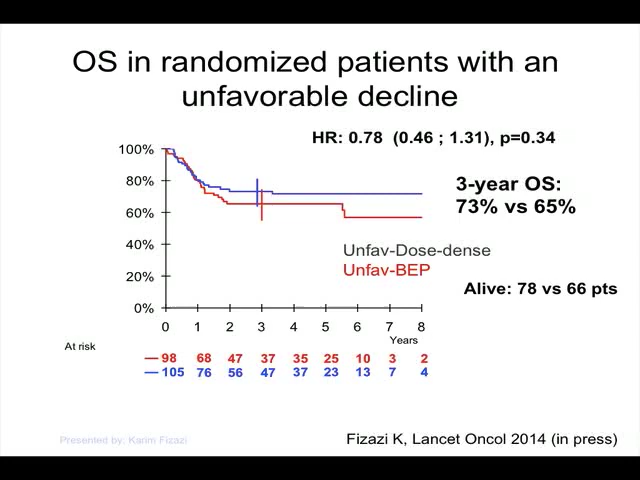 OS in randomized patients with an
unfavorable decline
HR: 0.78 (0.46 ; 1.31), p=0.34
100%
80%
60%
40%
20%
0%
3-year OS:
73% vs 65%
Unfav-Dose-dense
Unfav-BEP
Alive: 78 vs 66 pts
0 1 2 3 4 5 6 7 8
Years
At risk
98 68 47 37 35 25 10 3 2
105 76 56 47 37 23 13 7 4
Presented by: Karim Fizazi
Fizazi K, Lancet Oncol 2014 (in press)